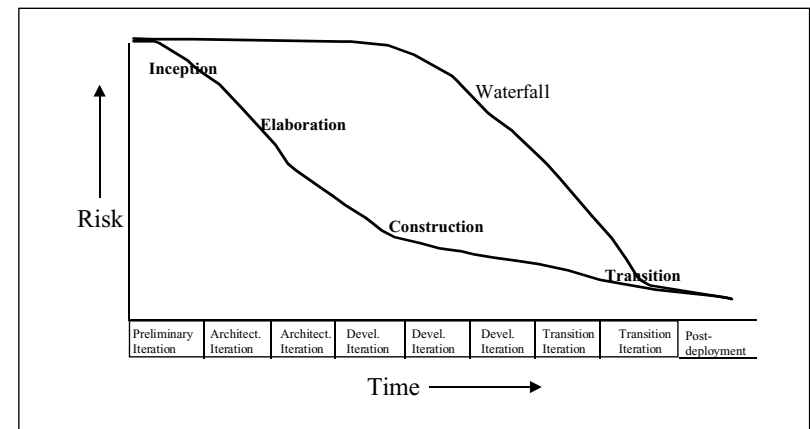 Inception
Waterfall
Elaboration
Risk
Construction
Transition
Preliminary
Iteration
Architect.
Iteration
Architect.
Iteration
Devel.
Iteration
Devel.
Iteration
Devel.
Iteration
Transition
Iteration
Transition
Iteration
Post-
deployment
Time